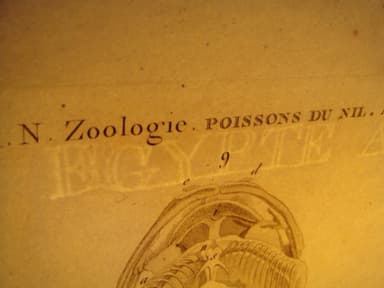 . N. Zoologie. POISSONS DU NIL.
EGYPTE
9
c d
a